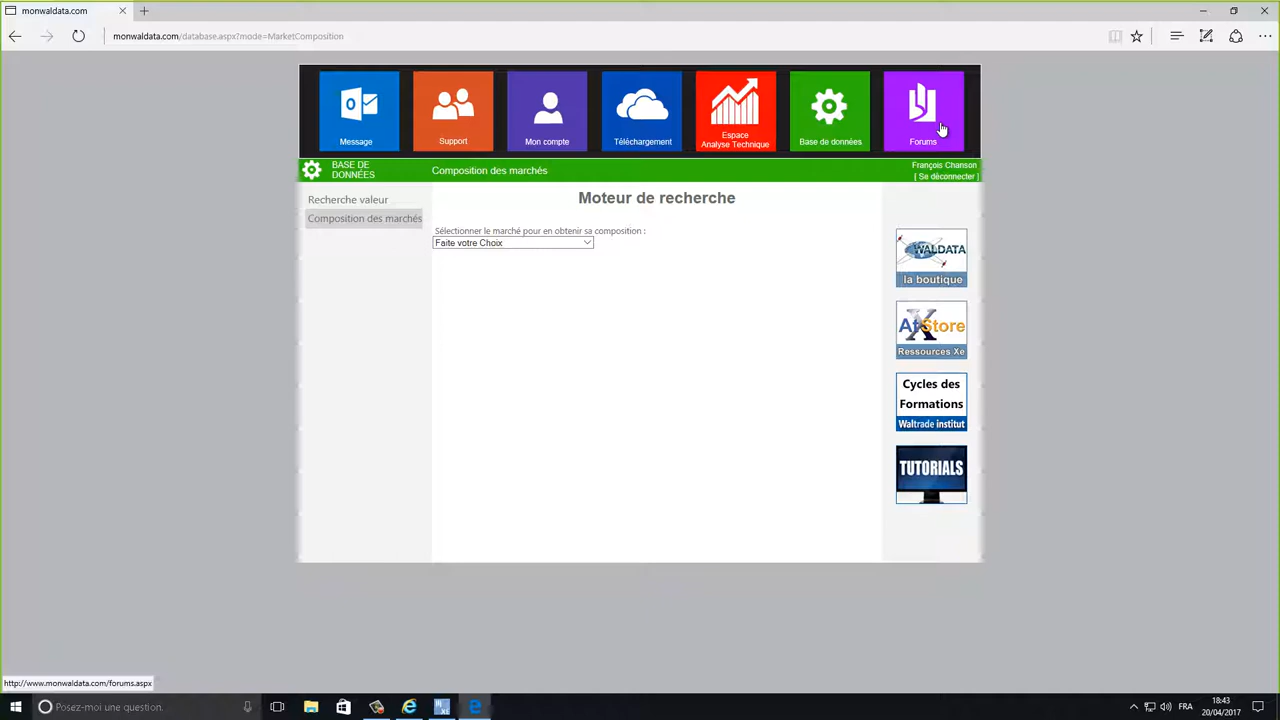 monwaldata.com
monwaldata.com/database.aspx?mode=MarketComposition
Message
Support
Mon compte
Téléchargement
Espace
Analyse Technique
Base de données
Forums
BASE DE
DONNÉES
Composition des marchés
François Chanson
[ Se déconnecter ]
Recherche valeur
Composition des marchés
Moteur de recherche
Sélectionner le marché pour en obtenir sa composition :
Faite votre Choix
WALDATA
la boutique
AtStore
X
Ressources Xe
Cycles des
Formations
Waltrade institut
TUTORIALS
http://www.monwaldata.com/forums.aspx
Posez-moi une question.
FRA
18:43
20/04/2017